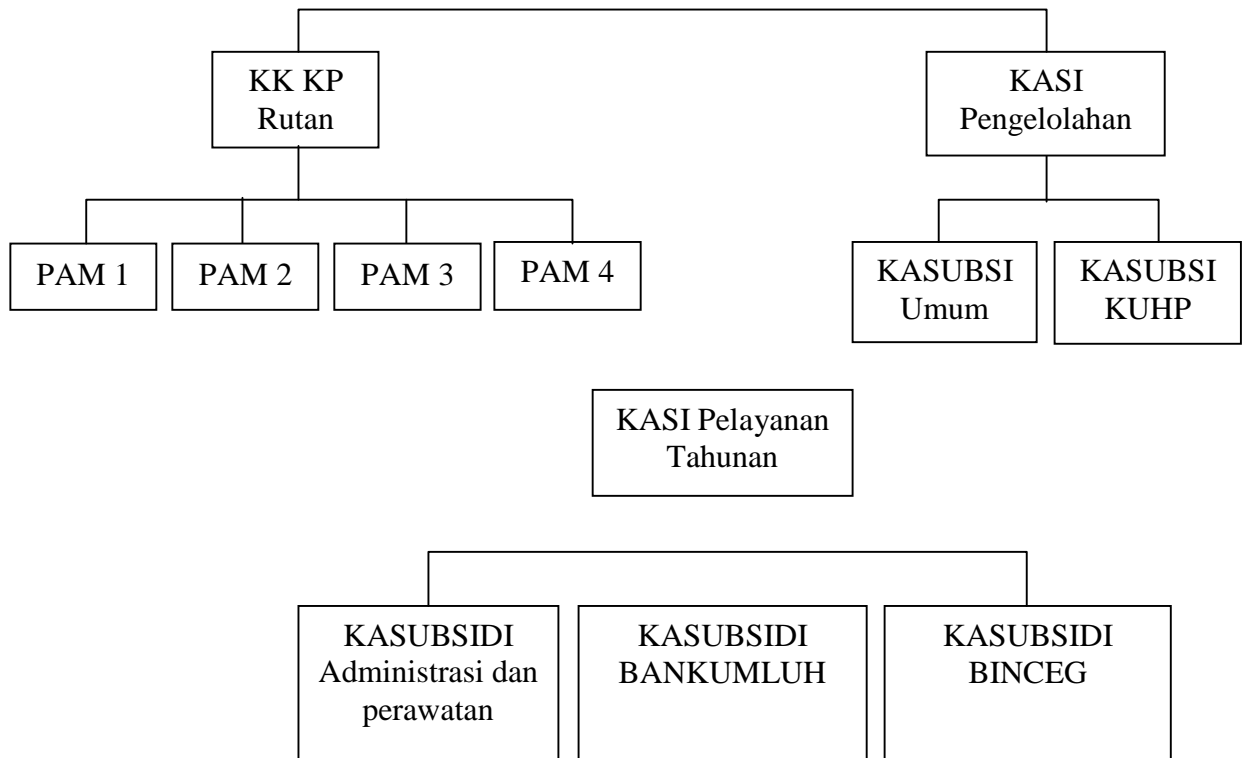 KK KP
Rutan
KASI
Pengelolahan
PAM 1
PAM 2
PAM 3
PAM 4
KASUBSI
Umum
KASUBSI
KUHP
KASI Pelayanan
Tahunan
KASUBSIDI
Administrasi dan
perawatan
KASUBSIDI
BANKUMLUH
KASUBSIDI
BINCEG